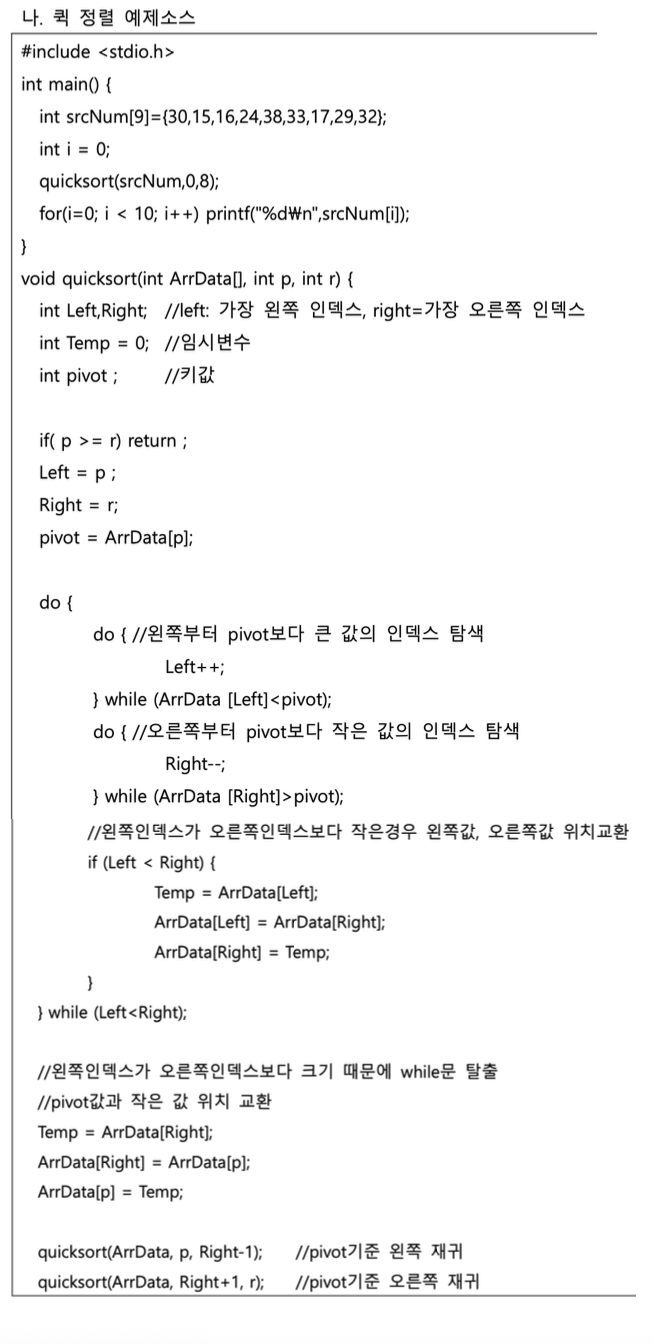 나. 퀵 정렬 예제소스
#include <stdio.h>
int main() {
int srcNum[9]={30,15,16,24,38,33,17,29,32};
int i = 0;
quicksort(srcNum,0,8);
for(i=0; i < 10; i++) printf("%d₩n",srcNum[i]);
}
void quicksort(int ArrData[], int p, int r) {
int Left,Right; //left: 가장 왼쪽 인덱스, right=가장 오른쪽 인덱스
int Temp = 0; //임시변수
int pivot ; //키값
if( p >= r) return ;
Left = p ;
Right = r;
pivot = ArrData[p];
do {
do { //왼쪽부터 pivot보다 큰 값의 인덱스 탐색
Left++;
} while (ArrData [Left]<pivot);
do { //오른쪽부터 pivot보다 작은 값의 인덱스 탐색
Right--;
} while (ArrData [Right]>pivot);
//왼쪽인덱스가 오른쪽인덱스보다 작은경우 왼쪽값, 오른쪽값 위치교환
if (Left < Right) {
Temp = ArrData[Left];
ArrData[Left] = ArrData[Right];
ArrData[Right] = Temp;
}
} while (Left<Right);
//왼쪽인덱스가 오른쪽인덱스보다 크기 때문에 while문 탈출
//pivot값과 작은 값 위치 교환
Temp = ArrData[Right];
ArrData[Right] = ArrData[p];
ArrData[p] = Temp;
quicksort(ArrData, p, Right-1); //pivot기준 왼쪽 재귀
quicksort(ArrData, Right+1, r); //pivot기준 오른쪽 재귀